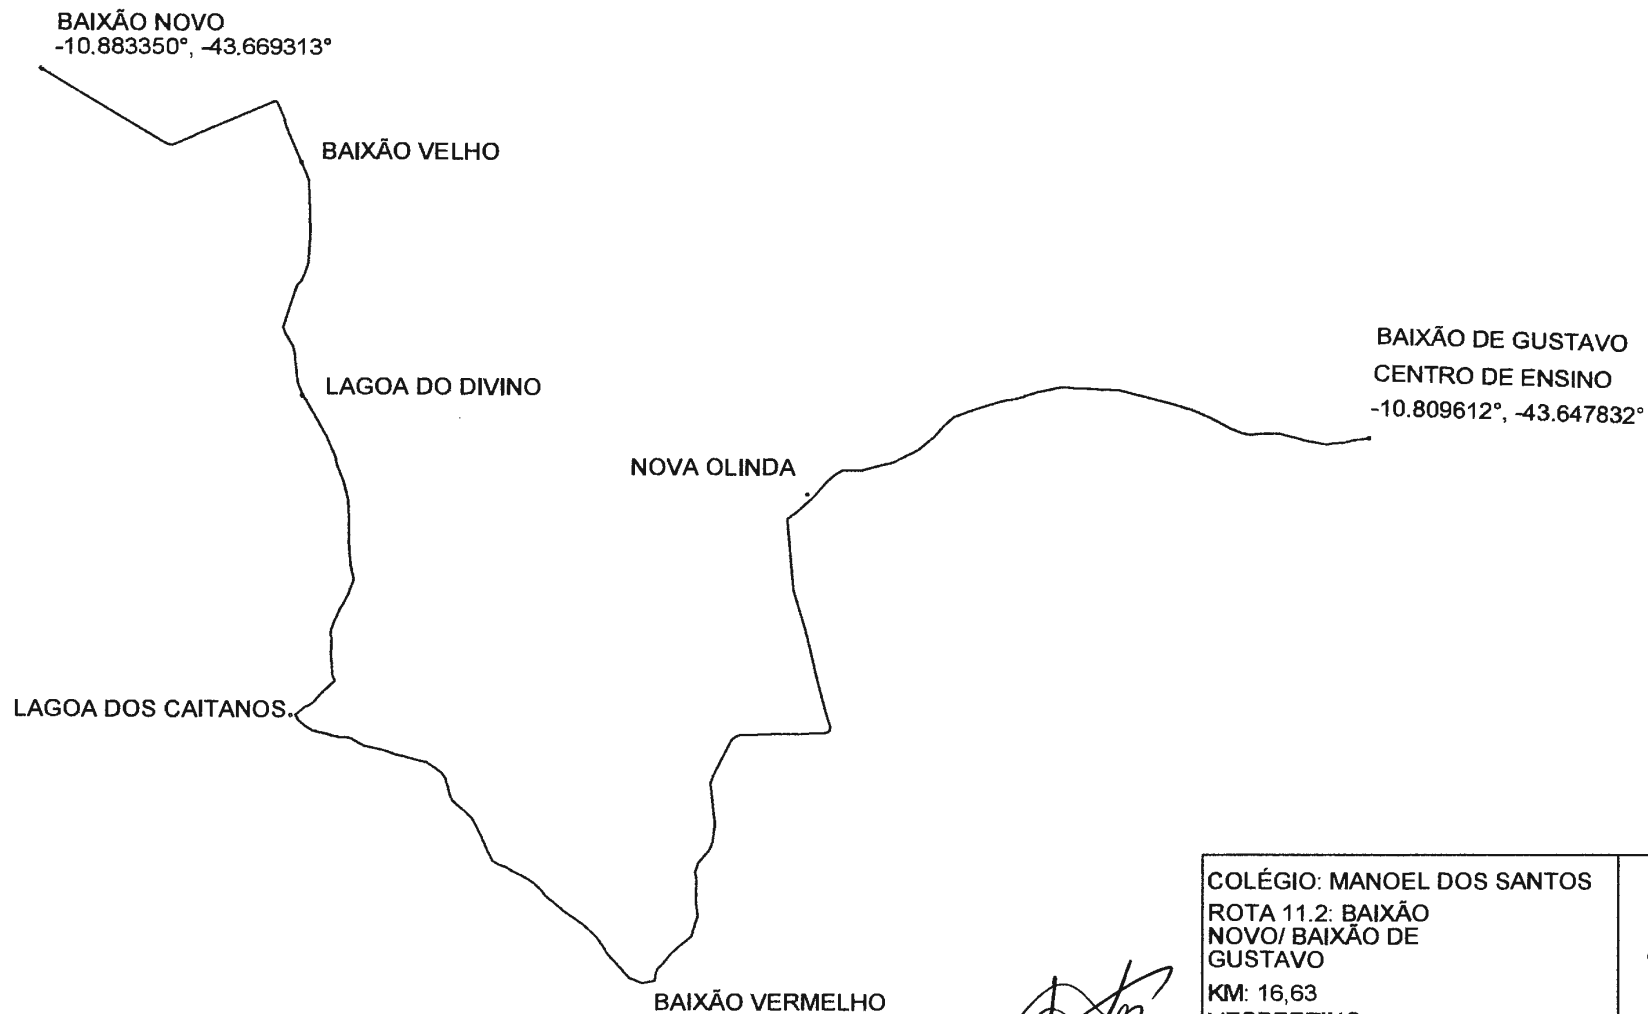 BAIXÃO NOVO
-10.883350°, -43.669313°
BAIXÃO VELHO
LAGOA DO DIVINO
BAIXÃO DE GUSTAVO
CENTRO DE ENSINO
-10.809612°, -43.647832°
NOVA OLINDA
LAGOA DOS CAITANOS
BAIXÃO VERMELHO
COLÉGIO: MANOEL DOS SANTOS
ROTA 11.2: BAIXÃO
NOVO/ BAIXÃO DE
GUSTAVO
KM: 16,63